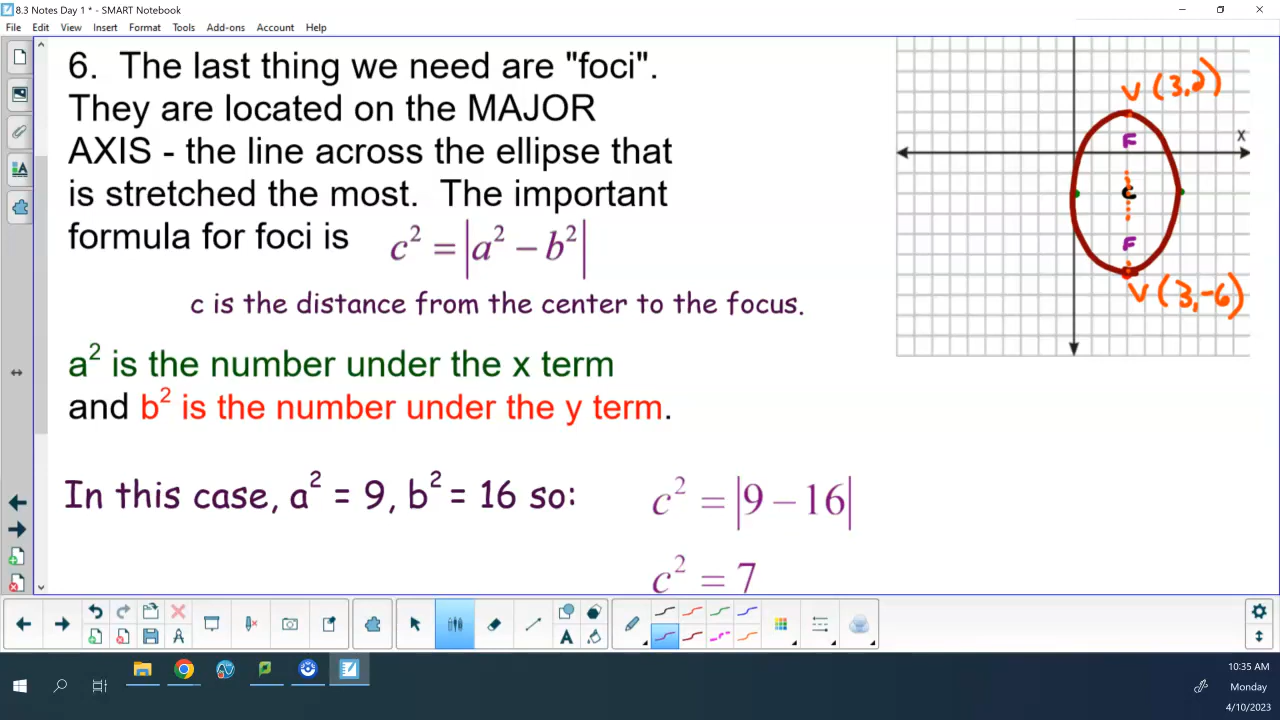 8.3 Notes Day 1 * - SMART Notebook
File Edit View Insert Format Tools Add-ons Account Help
6. The last thing we need are "foci".
They are located on the MAJOR
AXIS - the line across the ellipse that
is stretched the most. The important
formula for foci is c² = |a² − b²|
c is the distance from the center to the focus.
a² is the number under the x term
and b² is the number under the y term.
In this case, a² = 9, b² = 16 so:
c² = |9 − 16|
c² = 7
V (3,2)
F
x
C
F
V (3,-6)
10:35 AM
Monday
4/10/2023